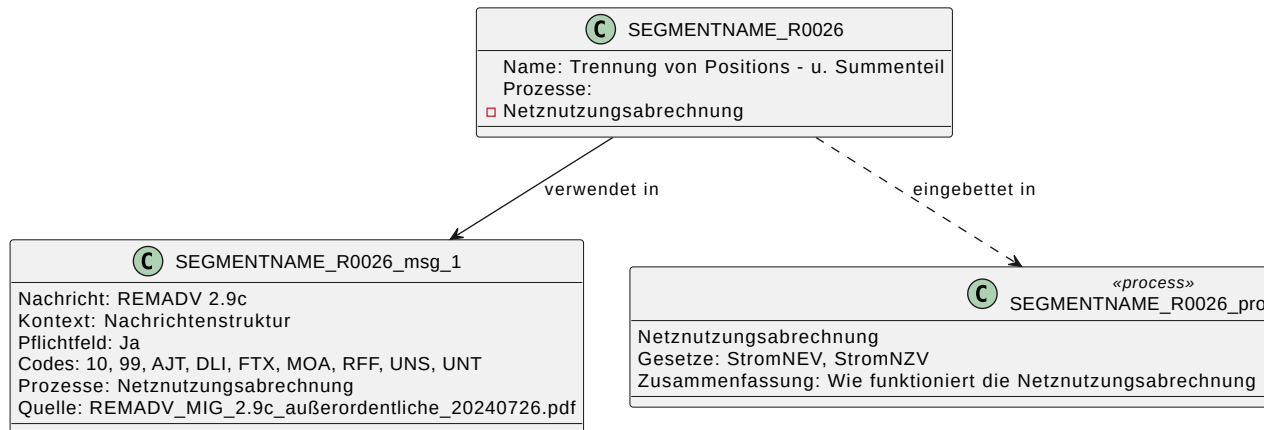 C SEGMENTNAME_R0026
Name: Trennung von Positions - u. Summenteil
Prozesse:
Netznutzungsabrechnung
verwendet in
eingebettet in
C SEGMENTNAME_R0026_msg_1
Nachricht: REMADV 2.9c
Kontext: Nachrichtenstruktur
Pflichtfeld: Ja
Codes: 10, 99, AJT, DLI, FTX, MOA, RFF, UNS, UNT
Prozesse: Netznutzungsabrechnung
Quelle: REMADV_MIG_2.9c_außerordentliche_20240726.pdf
«process»
C SEGMENTNAME_R0026_pro
Netznutzungsabrechnung
Gesetze: StromNEV, StromNZV
Zusammenfassung: Wie funktioniert die Netznutzungsabrechnung